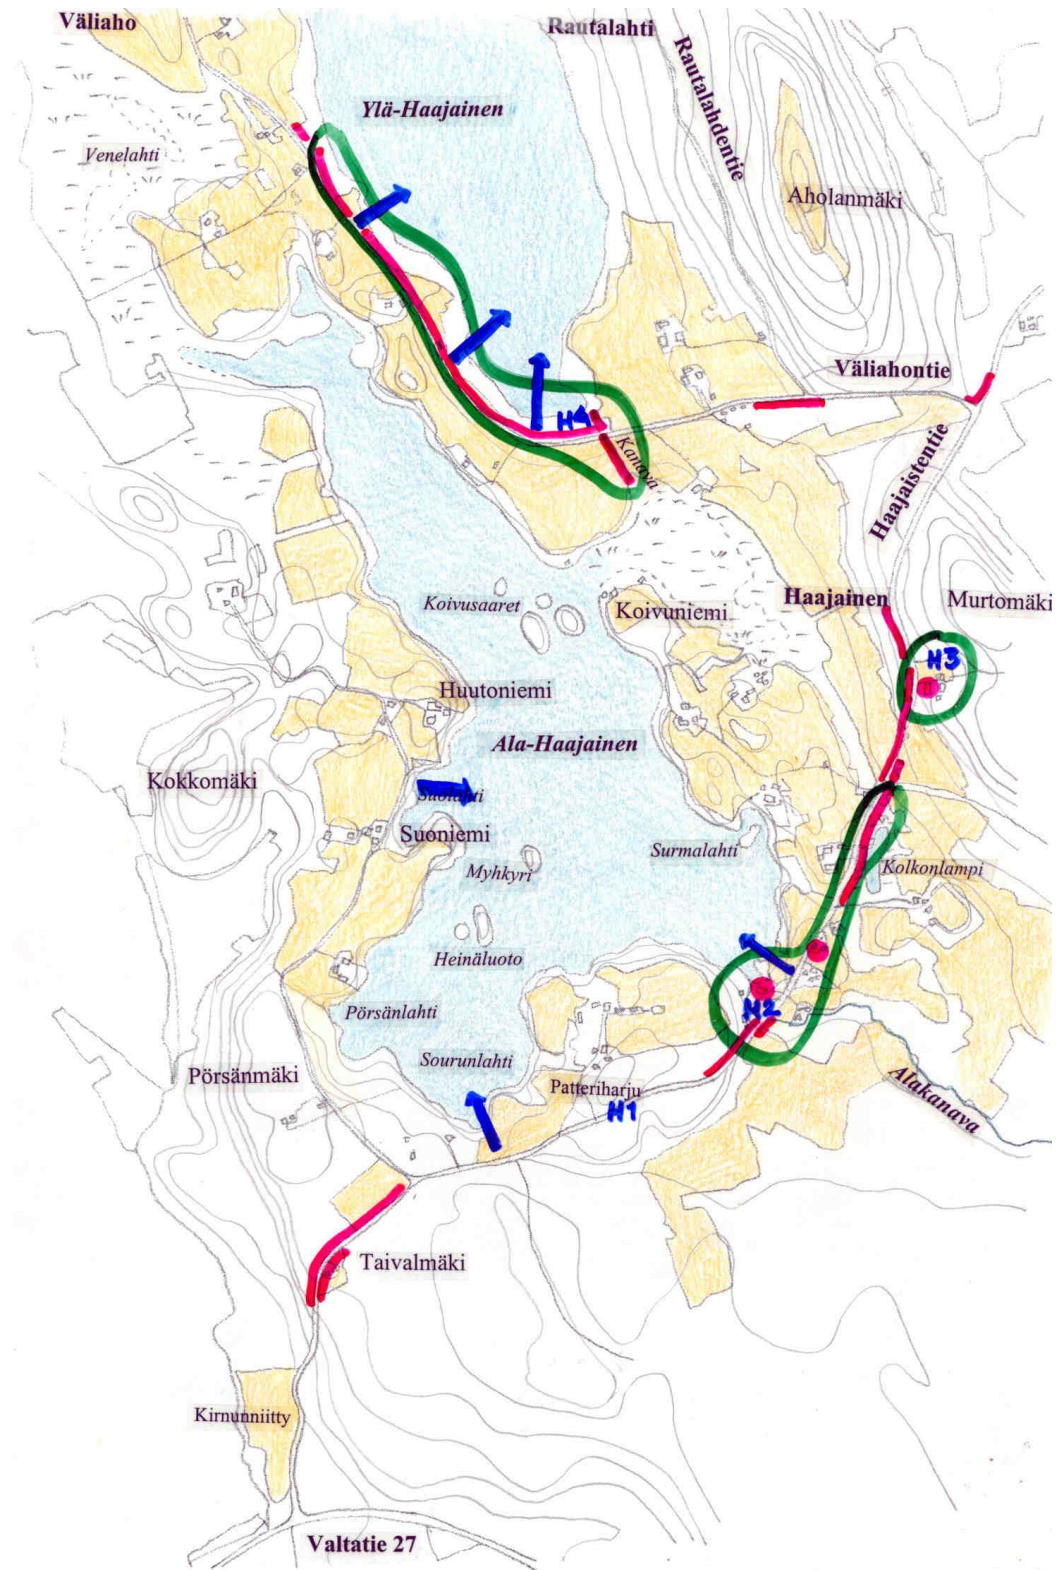 Väliaho
Rautalahti
Rautalahdentie
Ylä-Haajainen
Venelahti
Aholanmäki
Väliahontie
H4
Kanava
Haajaistentie
Koivusaaret
Koivuniemi
Haajainen
Murtomäki
H3
Huutoniemi
Ala-Haajainen
Kokkomäki
Suolahti
Suoniemi
Surmalahti
Myhkyri
Kolkonlampi
Heinäluoto
Pörsänlahti
H2
Sourunlahti
Pörsänmäki
Patteriharju
Alakanava
H1
Taivalmäki
Kirnunniitty
Valtatie 27